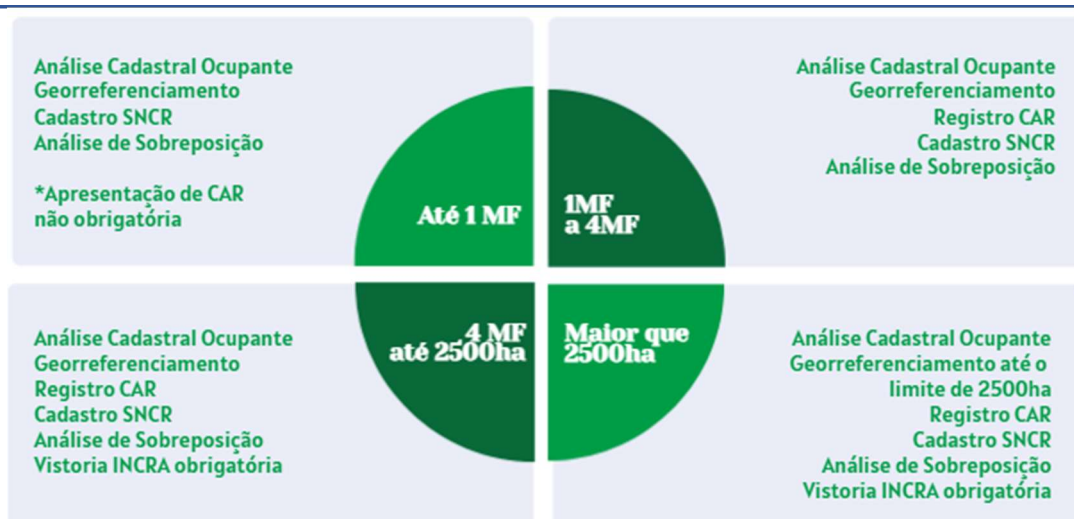 Análise Cadastral Ocupante
Georreferenciamento
Cadastro SNCR
Análise de Sobreposição
*Apresentação de CAR
não obrigatória
Até 1 MF
1MF
a 4MF
Análise Cadastral Ocupante
Georreferenciamento
Registro CAR
Cadastro SNCR
Análise de Sobreposição
Análise Cadastral Ocupante
Georreferenciamento
Registro CAR
Cadastro SNCR
Análise de Sobreposição
Vistoria INCRA obrigatória
4 MF
até 2500ha
Maior que
2500ha
Análise Cadastral Ocupante
Georreferenciamento até o
limite de 2500ha
Registro CAR
Cadastro SNCR
Análise de Sobreposição
Vistoria INCRA obrigatória